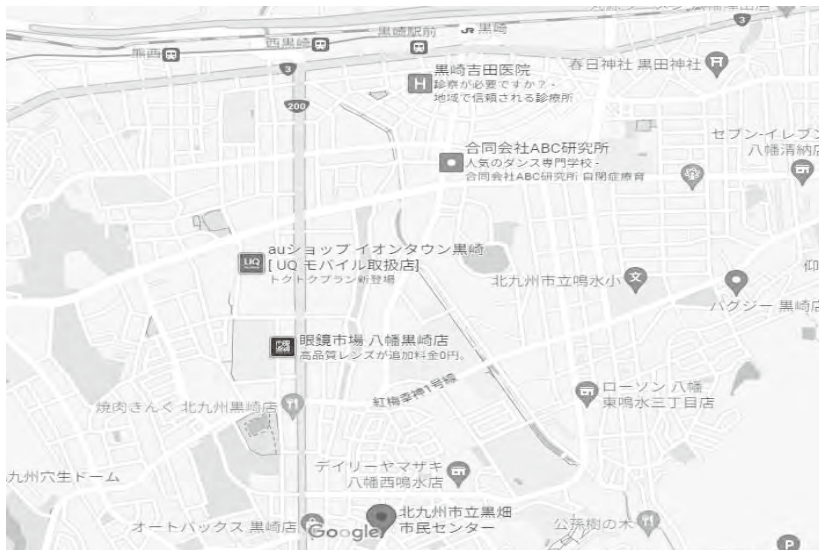 3
熊西
西黒崎
黒崎駅前
JR 黒崎
3
200
黒崎吉田医院
診察が必要ですか? -
地域で信頼される診療所
春日神社 黒田神社
セブン-イレブン
八幡清納店
合同会社ABC研究所
人気のダンス専門学校 -
合同会社ABC研究所 自閉症療育
auショップ イオンタウン黒崎
[ UQ モバイル取扱店]
トクトクプラン新登場
UQ
北九州市立鳴水小
文
仰
バグジー 黒崎店
眼鏡市場 八幡黒崎店
高品質レンズが追加料金0円。
紅梅幸神1号線
焼肉きんぐ 北九州黒崎店
ローソン 八幡
東鳴水三丁目店
九州穴生ドーム
デイリーヤマザキ
八幡西鳴水店
オートバックス 黒崎店
Google
北九州市立黒畑
市民センター
公孫樹の木
P